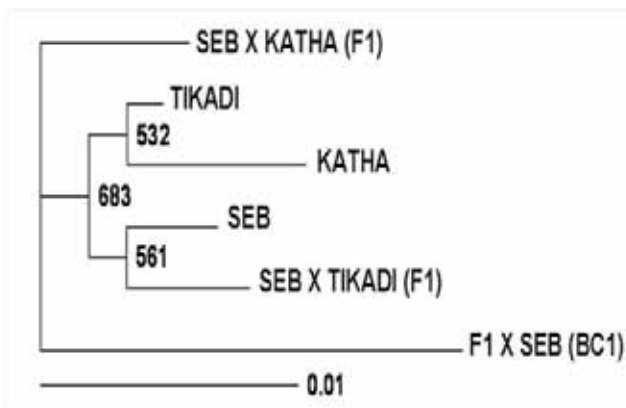 SEB X KATHA (F1)
TIKADI
532
KATHA
683
SEB
561
SEB X TIKADI (F1)
F1 X SEB (BC1)
0.01